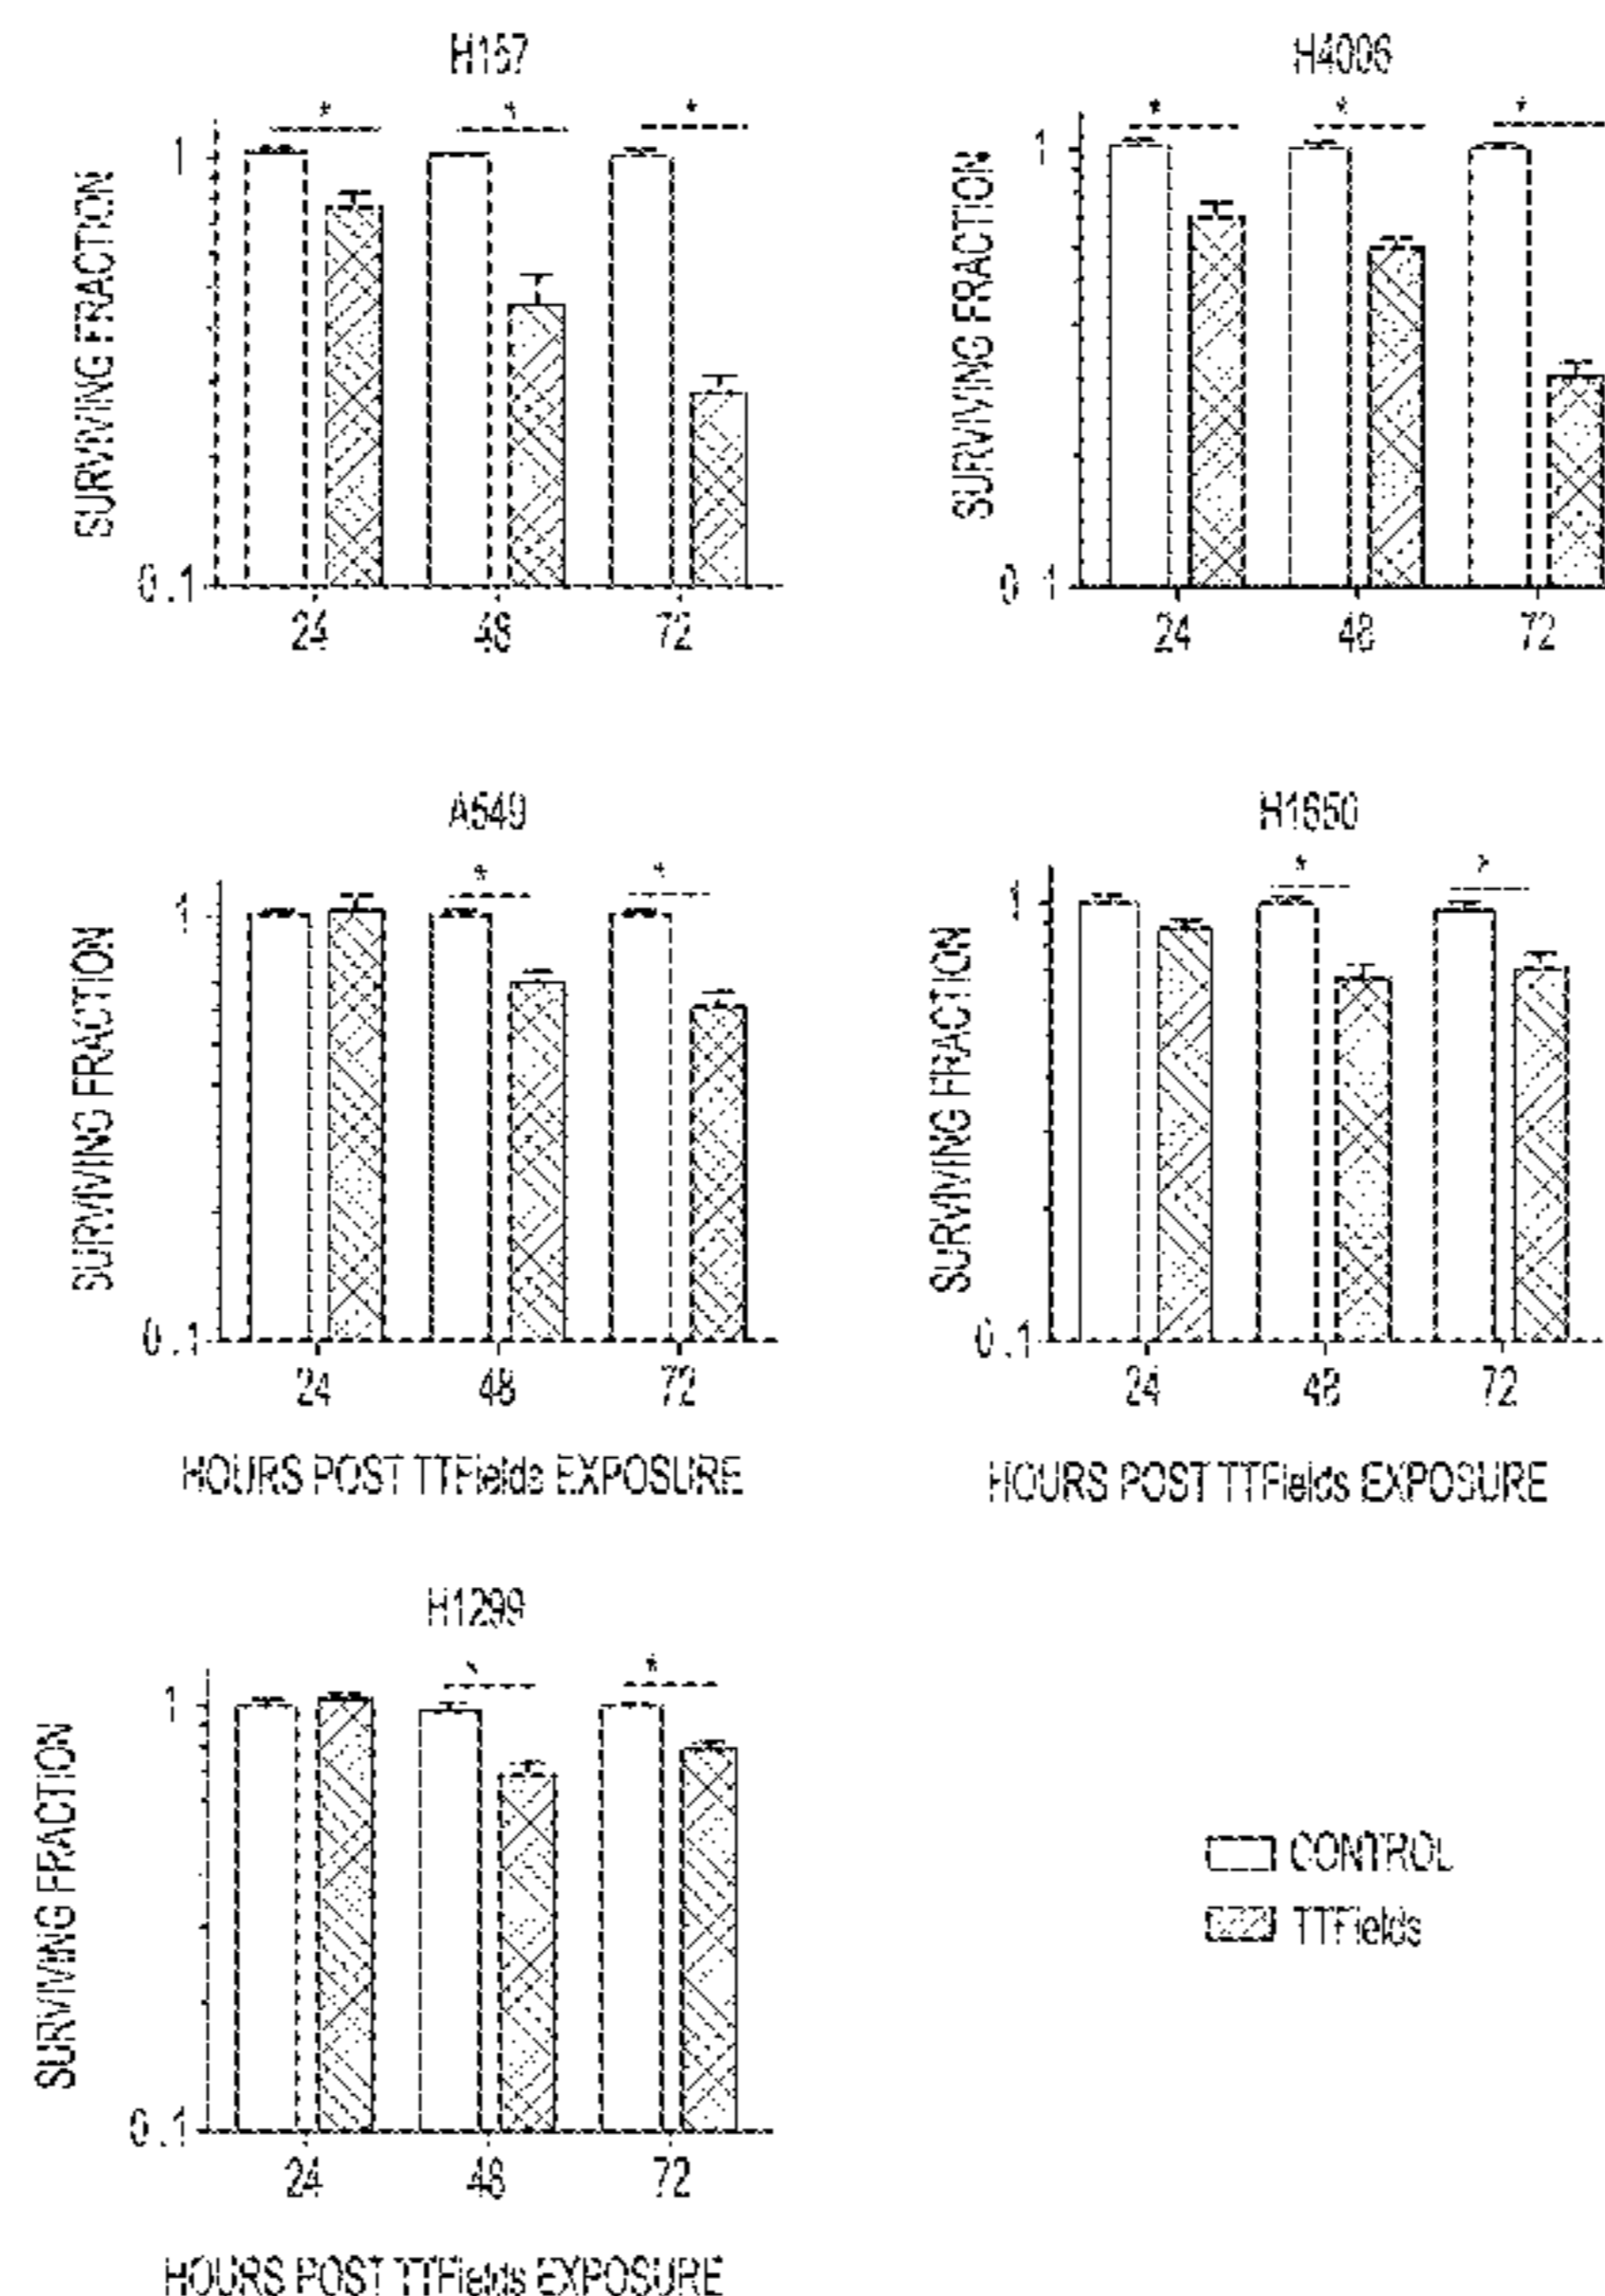 H157
H4006
* * *
* * *
SURVIVING FRACTION
SURVIVING FRACTION
1
1
0.1
0.1
24 48 72
24 48 72
A549
H1650
* *
*
SURVIVING FRACTION
SURVIVING FRACTION
1
1
0.1
0.1
24 48 72
24 48 72
HOURS POST TTFields EXPOSURE
HOURS POST TTFields EXPOSURE
H1299
*
SURVIVING FRACTION
1
CONTROL
TTFields
0.1
24 48 72
HOURS POST TTFields EXPOSURE